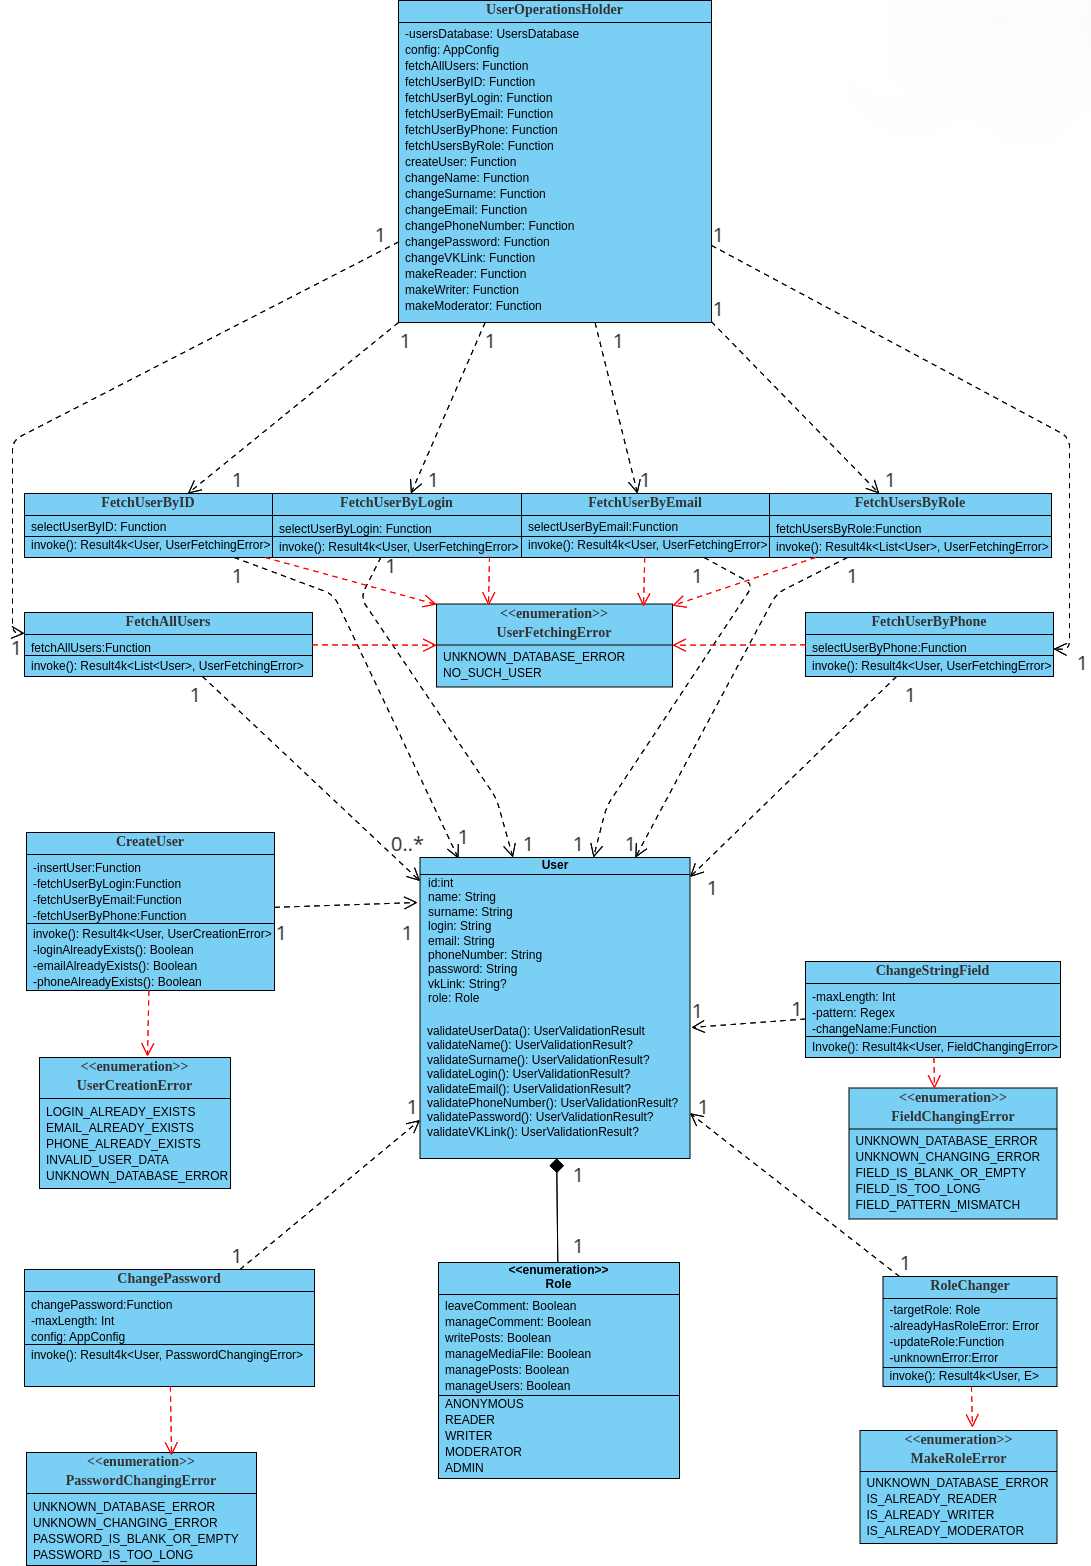 UserOperationsHolder
-usersDatabase: UsersDatabase
config: AppConfig
fetchAllUsers: Function
fetchUserByID: Function
fetchUserByLogin: Function
fetchUserByEmail: Function
fetchUserByPhone: Function
fetchUsersByRole: Function
createUser: Function
changeName: Function
changeSurname: Function
changeEmail: Function
changePhoneNumber: Function
changePassword: Function
changeVKLink: Function
makeReader: Function
makeWriter: Function
makeModerator: Function
1
1
1
1
1
1
1
1
1
1
FetchUserByID
selectUserByID: Function
invoke(): Result4k<User, UserFetchingError>
FetchUserByLogin
selectUserByLogin: Function
invoke(): Result4k<User, UserFetchingError>
FetchUserByEmail
selectUserByEmail:Function
invoke(): Result4k<User, UserFetchingError>
FetchUsersByRole
fetchUsersByRole:Function
invoke(): Result4k<List<User>, UserFetchingError>
1
1
1
1
FetchAllUsers
fetchAllUsers:Function
invoke(): Result4k<List<User>, UserFetchingError>
1
<<enumeration>>
UserFetchingError
UNKNOWN_DATABASE_ERROR
NO_SUCH_USER
FetchUserByPhone
selectUserByPhone:Function
invoke(): Result4k<User, UserFetchingError>
1
1
1
0..*
1
1
1
1
1
CreateUser
-insertUser:Function
-fetchUserByLogin:Function
-fetchUserByEmail:Function
-fetchUserByPhone:Function
invoke(): Result4k<User, UserCreationError>
-loginAlreadyExists(): Boolean
-emailAlreadyExists(): Boolean
-phoneAlreadyExists(): Boolean
1
1
User
id:int
name: String
surname: String
login: String
email: String
phoneNumber: String
password: String
vkLink: String?
role: Role
validateUserData(): UserValidationResult
validateName(): UserValidationResult?
validateSurname(): UserValidationResult?
validateLogin(): UserValidationResult?
validateEmail(): UserValidationResult?
validatePhoneNumber(): UserValidationResult?
validatePassword(): UserValidationResult?
validateVKLink(): UserValidationResult?
ChangeStringField
-maxLength: Int
-pattern: Regex
-changeName:Function
Invoke(): Result4k<User, FieldChangingError>
1
1
<<enumeration>>
UserCreationError
LOGIN_ALREADY_EXISTS
EMAIL_ALREADY_EXISTS
PHONE_ALREADY_EXISTS
INVALID_USER_DATA
UNKNOWN_DATABASE_ERROR
<<enumeration>>
FieldChangingError
UNKNOWN_DATABASE_ERROR
UNKNOWN_CHANGING_ERROR
FIELD_IS_BLANK_OR_EMPTY
FIELD_IS_TOO_LONG
FIELD_PATTERN_MISMATCH
1
1
1
1
1
1
ChangePassword
changePassword:Function
-maxLength: Int
config: AppConfig
invoke(): Result4k<User, PasswordChangingError>
<<enumeration>>
Role
leaveComment: Boolean
manageComment: Boolean
writePosts: Boolean
manageMediaFile: Boolean
managePosts: Boolean
manageUsers: Boolean
ANONYMOUS
READER
WRITER
MODERATOR
ADMIN
RoleChanger
-targetRole: Role
-alreadyHasRoleError: Error
-updateRole:Function
-unknownError:Error
invoke(): Result4k<User, E>
<<enumeration>>
PasswordChangingError
UNKNOWN_DATABASE_ERROR
UNKNOWN_CHANGING_ERROR
PASSWORD_IS_BLANK_OR_EMPTY
PASSWORD_IS_TOO_LONG
<<enumeration>>
MakeRoleError
UNKNOWN_DATABASE_ERROR
IS_ALREADY_READER
IS_ALREADY_WRITER
IS_ALREADY_MODERATOR